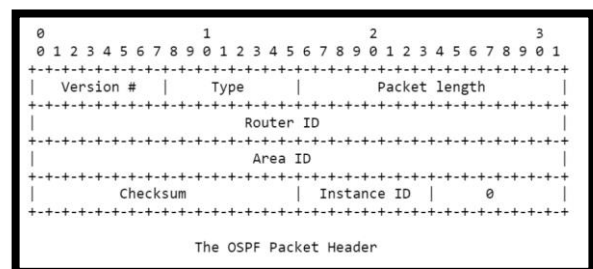 0                   1                   2                   3
0 1 2 3 4 5 6 7 8 9 0 1 2 3 4 5 6 7 8 9 0 1 2 3 4 5 6 7 8 9 0 1
+-+-+-+-+-+-+-+-+-+-+-+-+-+-+-+-+-+-+-+-+-+-+-+-+-+-+-+-+-+-+-+-+
| Version # | Type | Packet length |
+-+-+-+-+-+-+-+-+-+-+-+-+-+-+-+-+-+-+-+-+-+-+-+-+-+-+-+-+-+-+-+-+
| Router ID |
+-+-+-+-+-+-+-+-+-+-+-+-+-+-+-+-+-+-+-+-+-+-+-+-+-+-+-+-+-+-+-+-+
| Area ID |
+-+-+-+-+-+-+-+-+-+-+-+-+-+-+-+-+-+-+-+-+-+-+-+-+-+-+-+-+-+-+-+-+
| Checksum | Instance ID | 0 |
+-+-+-+-+-+-+-+-+-+-+-+-+-+-+-+-+-+-+-+-+-+-+-+-+-+-+-+-+-+-+-+-+
The OSPF Packet Header